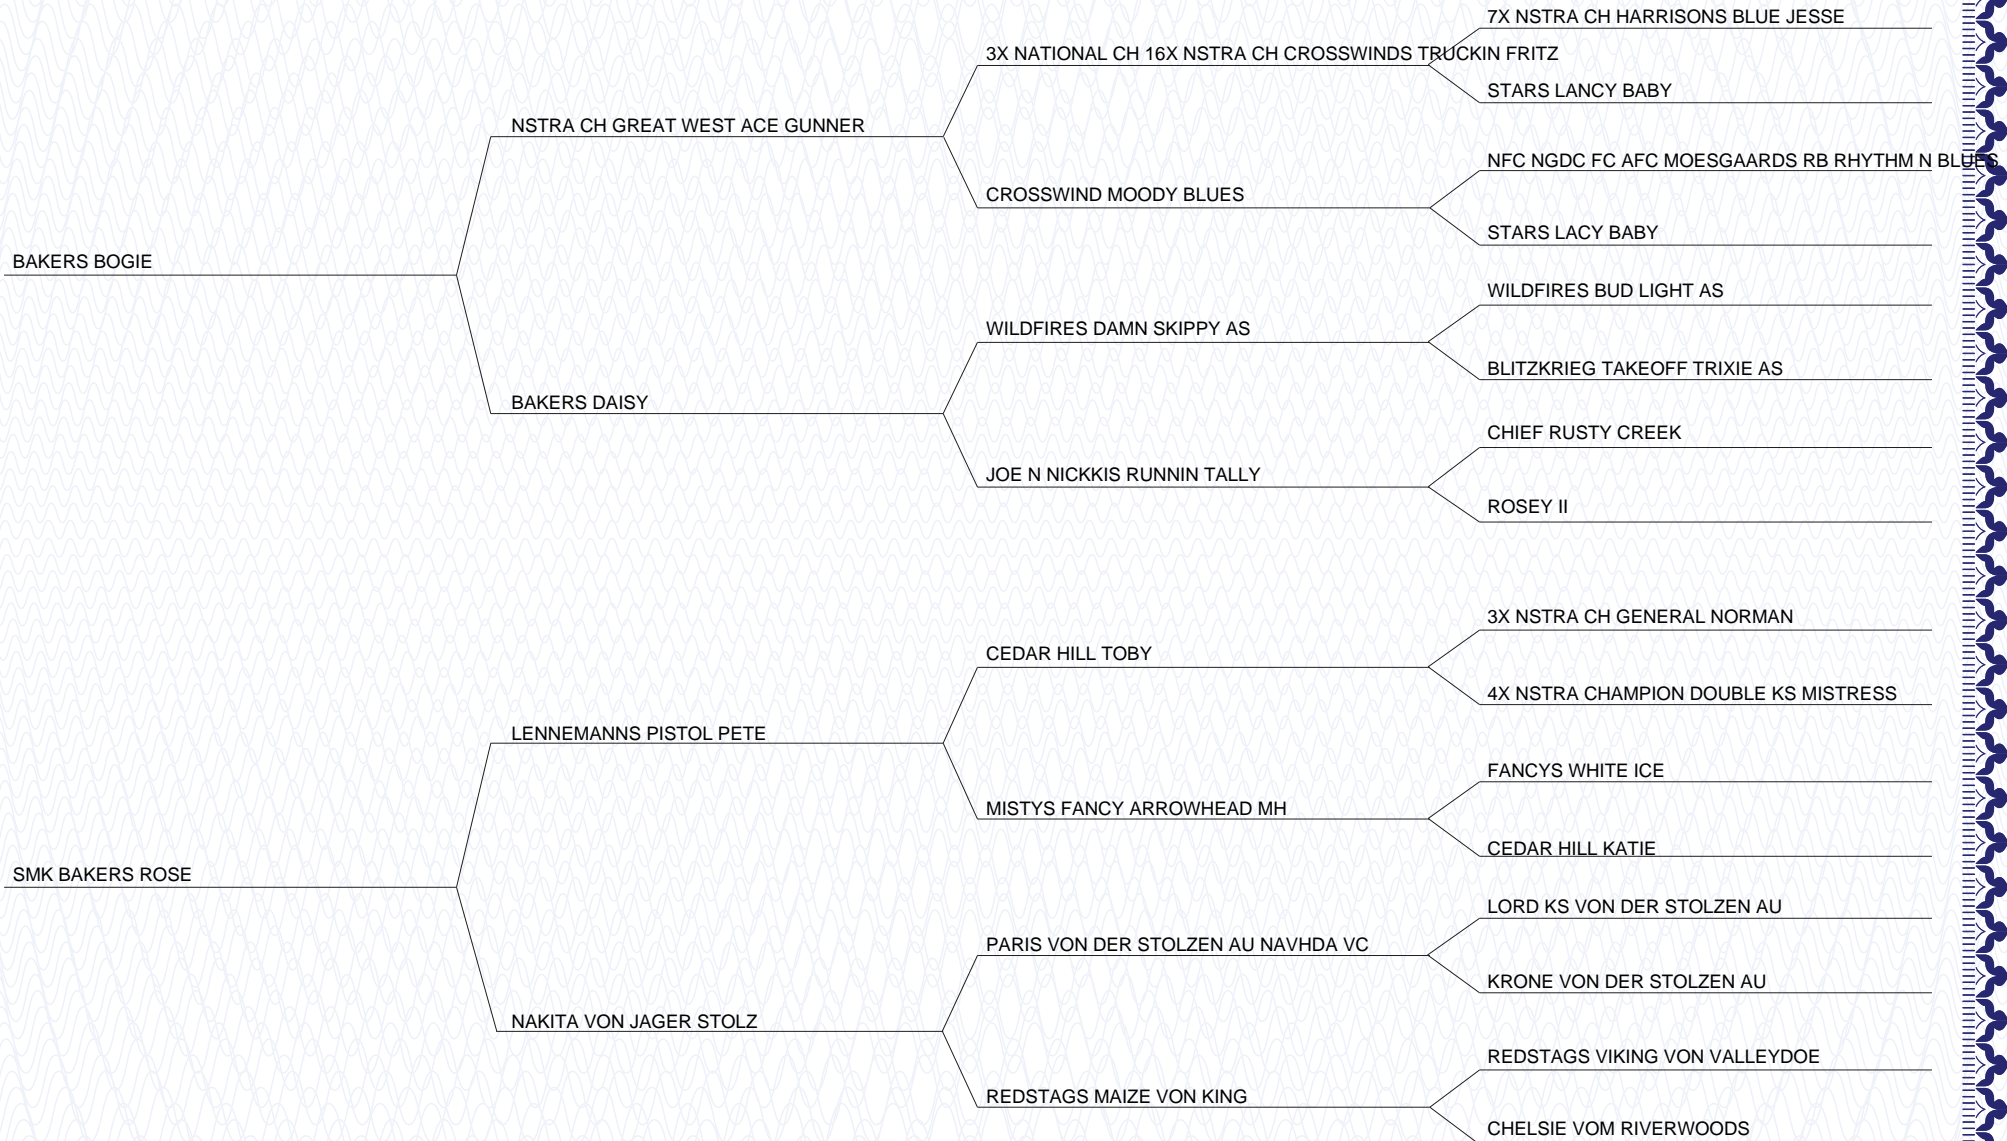 7X NSTRA CH HARRISONS BLUE JESSE
3X NATIONAL CH 16X NSTRA CH CROSSWINDS TRUCKIN FRITZ
STARS LANCY BABY
NSTRA CH GREAT WEST ACE GUNNER
NFC NGDC FC AFC MOESGAARDS RB RHYTHM N BLUES
CROSSWIND MOODY BLUES
STARS LACY BABY
BAKERS BOGIE
WILDFIRES BUD LIGHT AS
WILDFIRES DAMN SKIPPY AS
BLITZKRIEG TAKEOFF TRIXIE AS
BAKERS DAISY
CHIEF RUSTY CREEK
JOE N NICKKIS RUNNIN TALLY
ROSEY II
3X NSTRA CH GENERAL NORMAN
CEDAR HILL TOBY
4X NSTRA CHAMPION DOUBLE KS MISTRESS
LENNEMANNS PISTOL PETE
FANCYS WHITE ICE
MISTYS FANCY ARROWHEAD MH
CEDAR HILL KATIE
SMK BAKERS ROSE
LORD KS VON DER STOLZEN AU
PARIS VON DER STOLZEN AU NAVHDA VC
KRONE VON DER STOLZEN AU
NAKITA VON JAGER STOLZ
REDSTAGS VIKING VON VALLEYDOE
REDSTAGS MAIZE VON KING
CHELSIE VOM RIVERWOODS